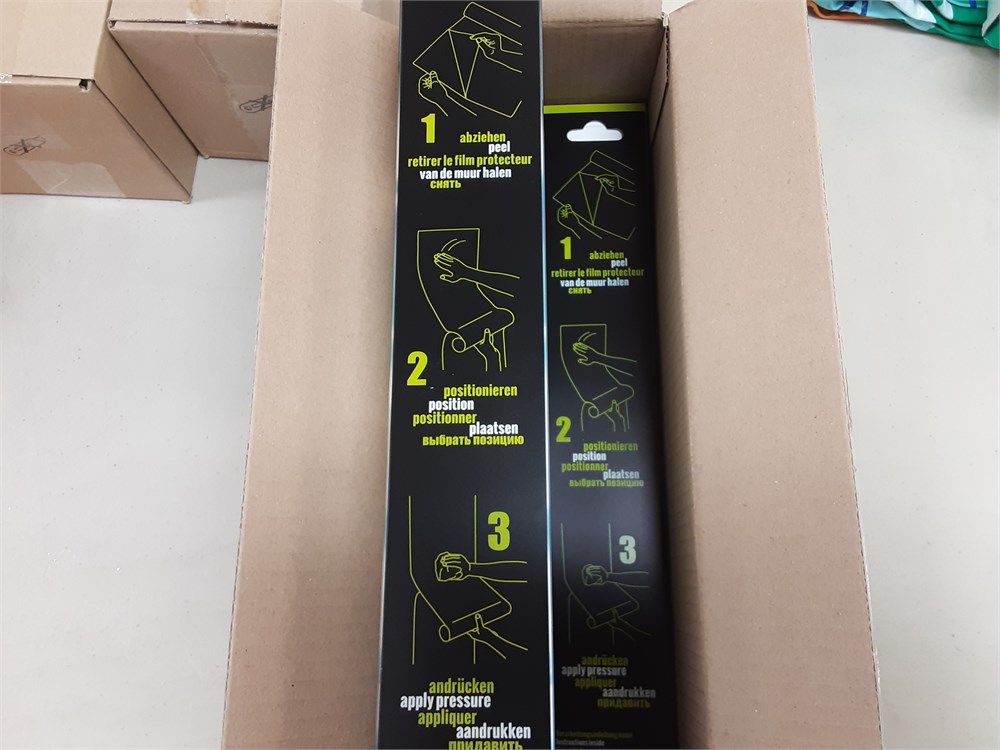 1
abziehen
peel
retirer le film protecteur
van de muur halen
снять
2
positionieren
position
positionner
plaatsen
выбрать позицию
3
andrücken
apply pressure
appliquer
aandrukken
придавить
1
abziehen
peel
retirer le film protecteur
van de muur halen
снять
2
positionieren
position
positionner
plaatsen
выбрать позицию
3
andrücken
apply pressure
appliquer
aandrukken
придавить